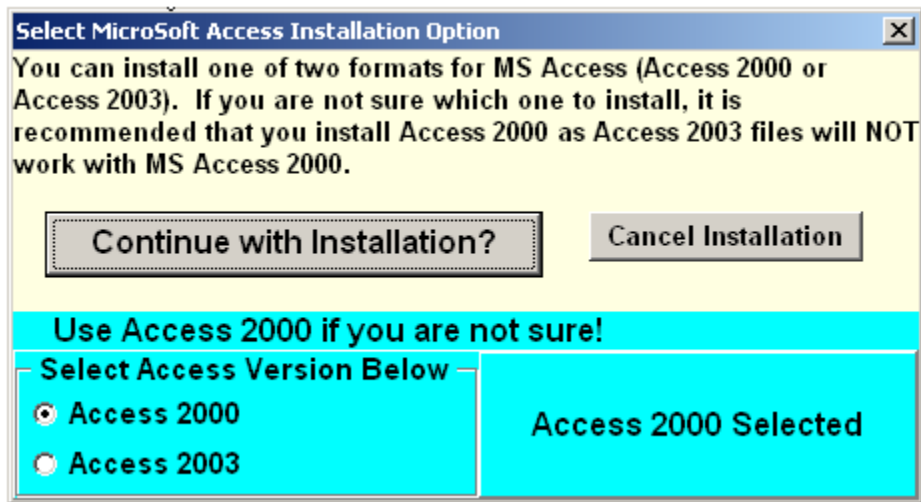 Select MicroSoft Access Installation Option
You can install one of two formats for MS Access (Access 2000 or
Access 2003).  If you are not sure which one to install, it is
recommended that you install Access 2000 as Access 2003 files will NOT
work with MS Access 2000.
Continue with Installation?
Cancel Installation
Use Access 2000 if you are not sure!
Select Access Version Below
Access 2000
Access 2003
Access 2000 Selected